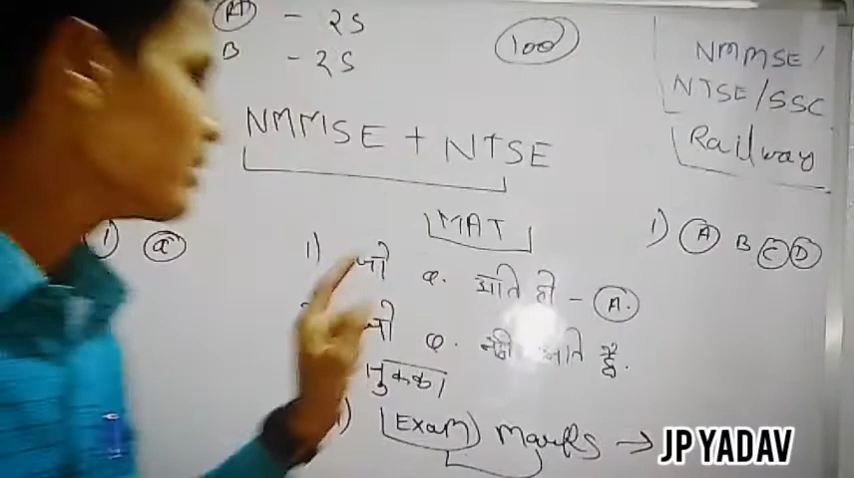 A - 25
B - 25
100
NMMSE/
NTSE/SSC
Railway
NMMSE + NTSE
MAT
1) a
1) जो Q. आते हो - A.
1) A B C D
जो Q. नही आते है.
तुक्का
Exam Marks →
JP YADAV